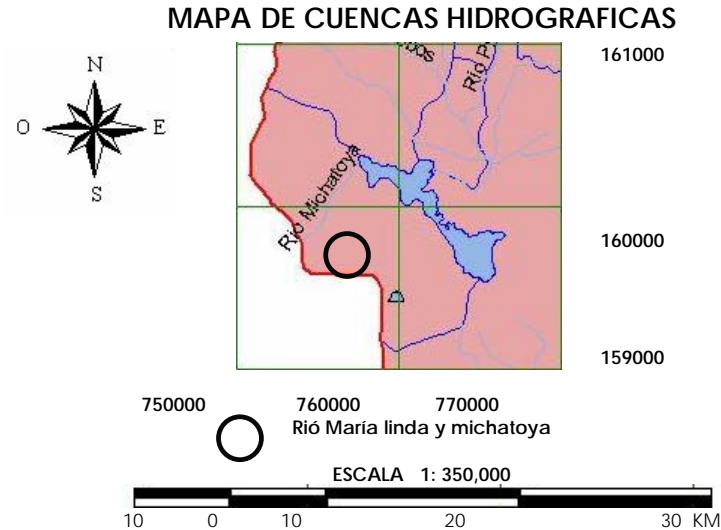 MAPA DE CUENCAS HIDROGRAFICAS
N
O E
S
161000
Río Michatoya
160000
159000
750000 760000 770000
Rió María linda y michatoya
ESCALA 1: 350,000
10 0 10 20 30 KM